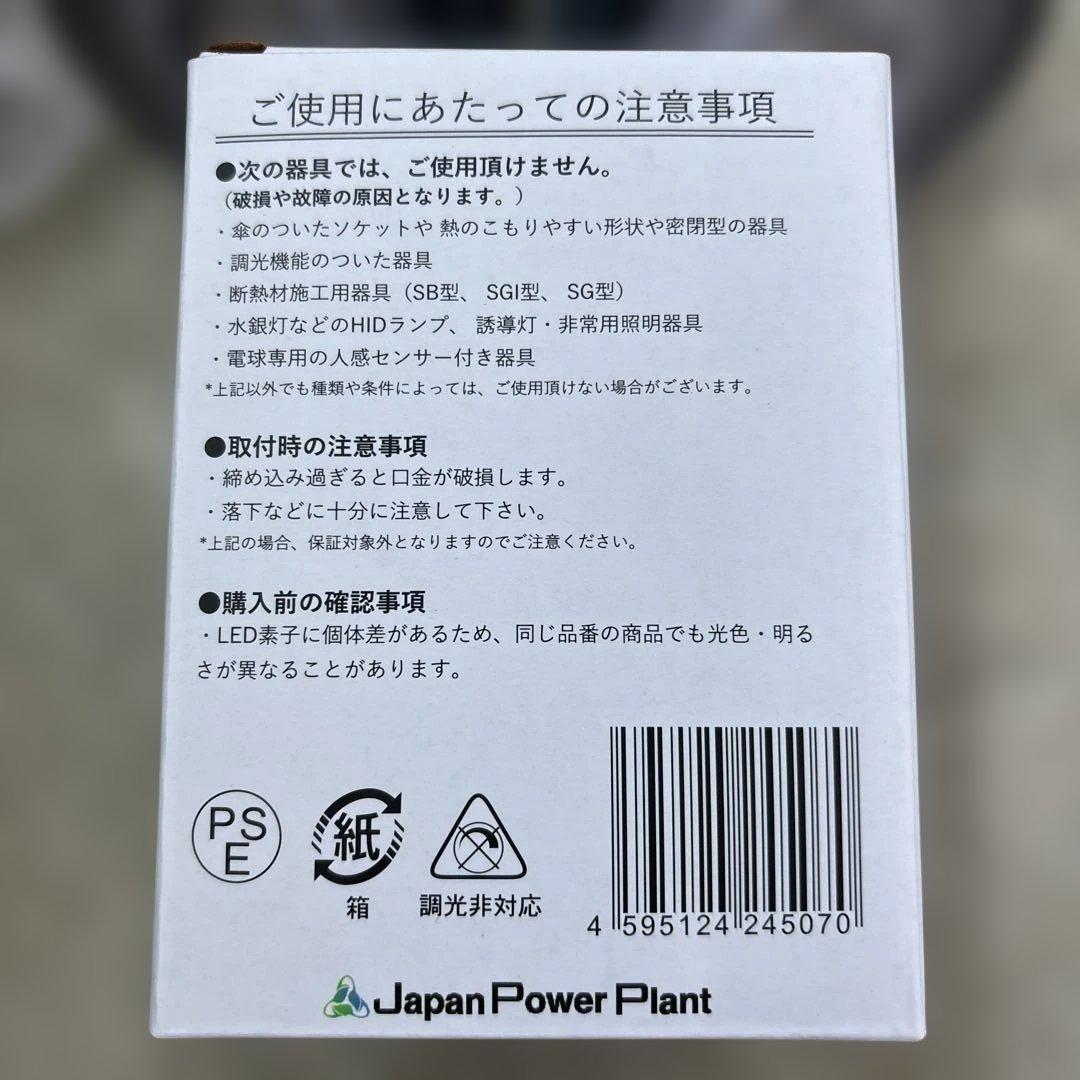 ご使用にあたっての注意事項
●次の器具では、ご使用頂けません。
（破損や故障の原因となります。）
・傘のついたソケットや 熱のこもりやすい形状や密閉型の器具
・調光機能のついた器具
・断熱材施工用器具（SB型、 SGI型、 SG型）
・水銀灯などのHIDランプ、 誘導灯・非常用照明器具
・電球専用の人感センサー付き器具
*上記以外でも種類や条件によっては、ご使用頂けない場合がございます。
●取付時の注意事項
・締め込み過ぎると口金が破損します。
・落下などに十分に注意して下さい。
*上記の場合、保証対象外となりますのでご注意ください。
●購入前の確認事項
・LED素子に個体差があるため、同じ品番の商品でも光色・明る
さが異なることがあります。
PS
E
紙
箱
調光非対応
4 595124 245070
Japan Power Plant